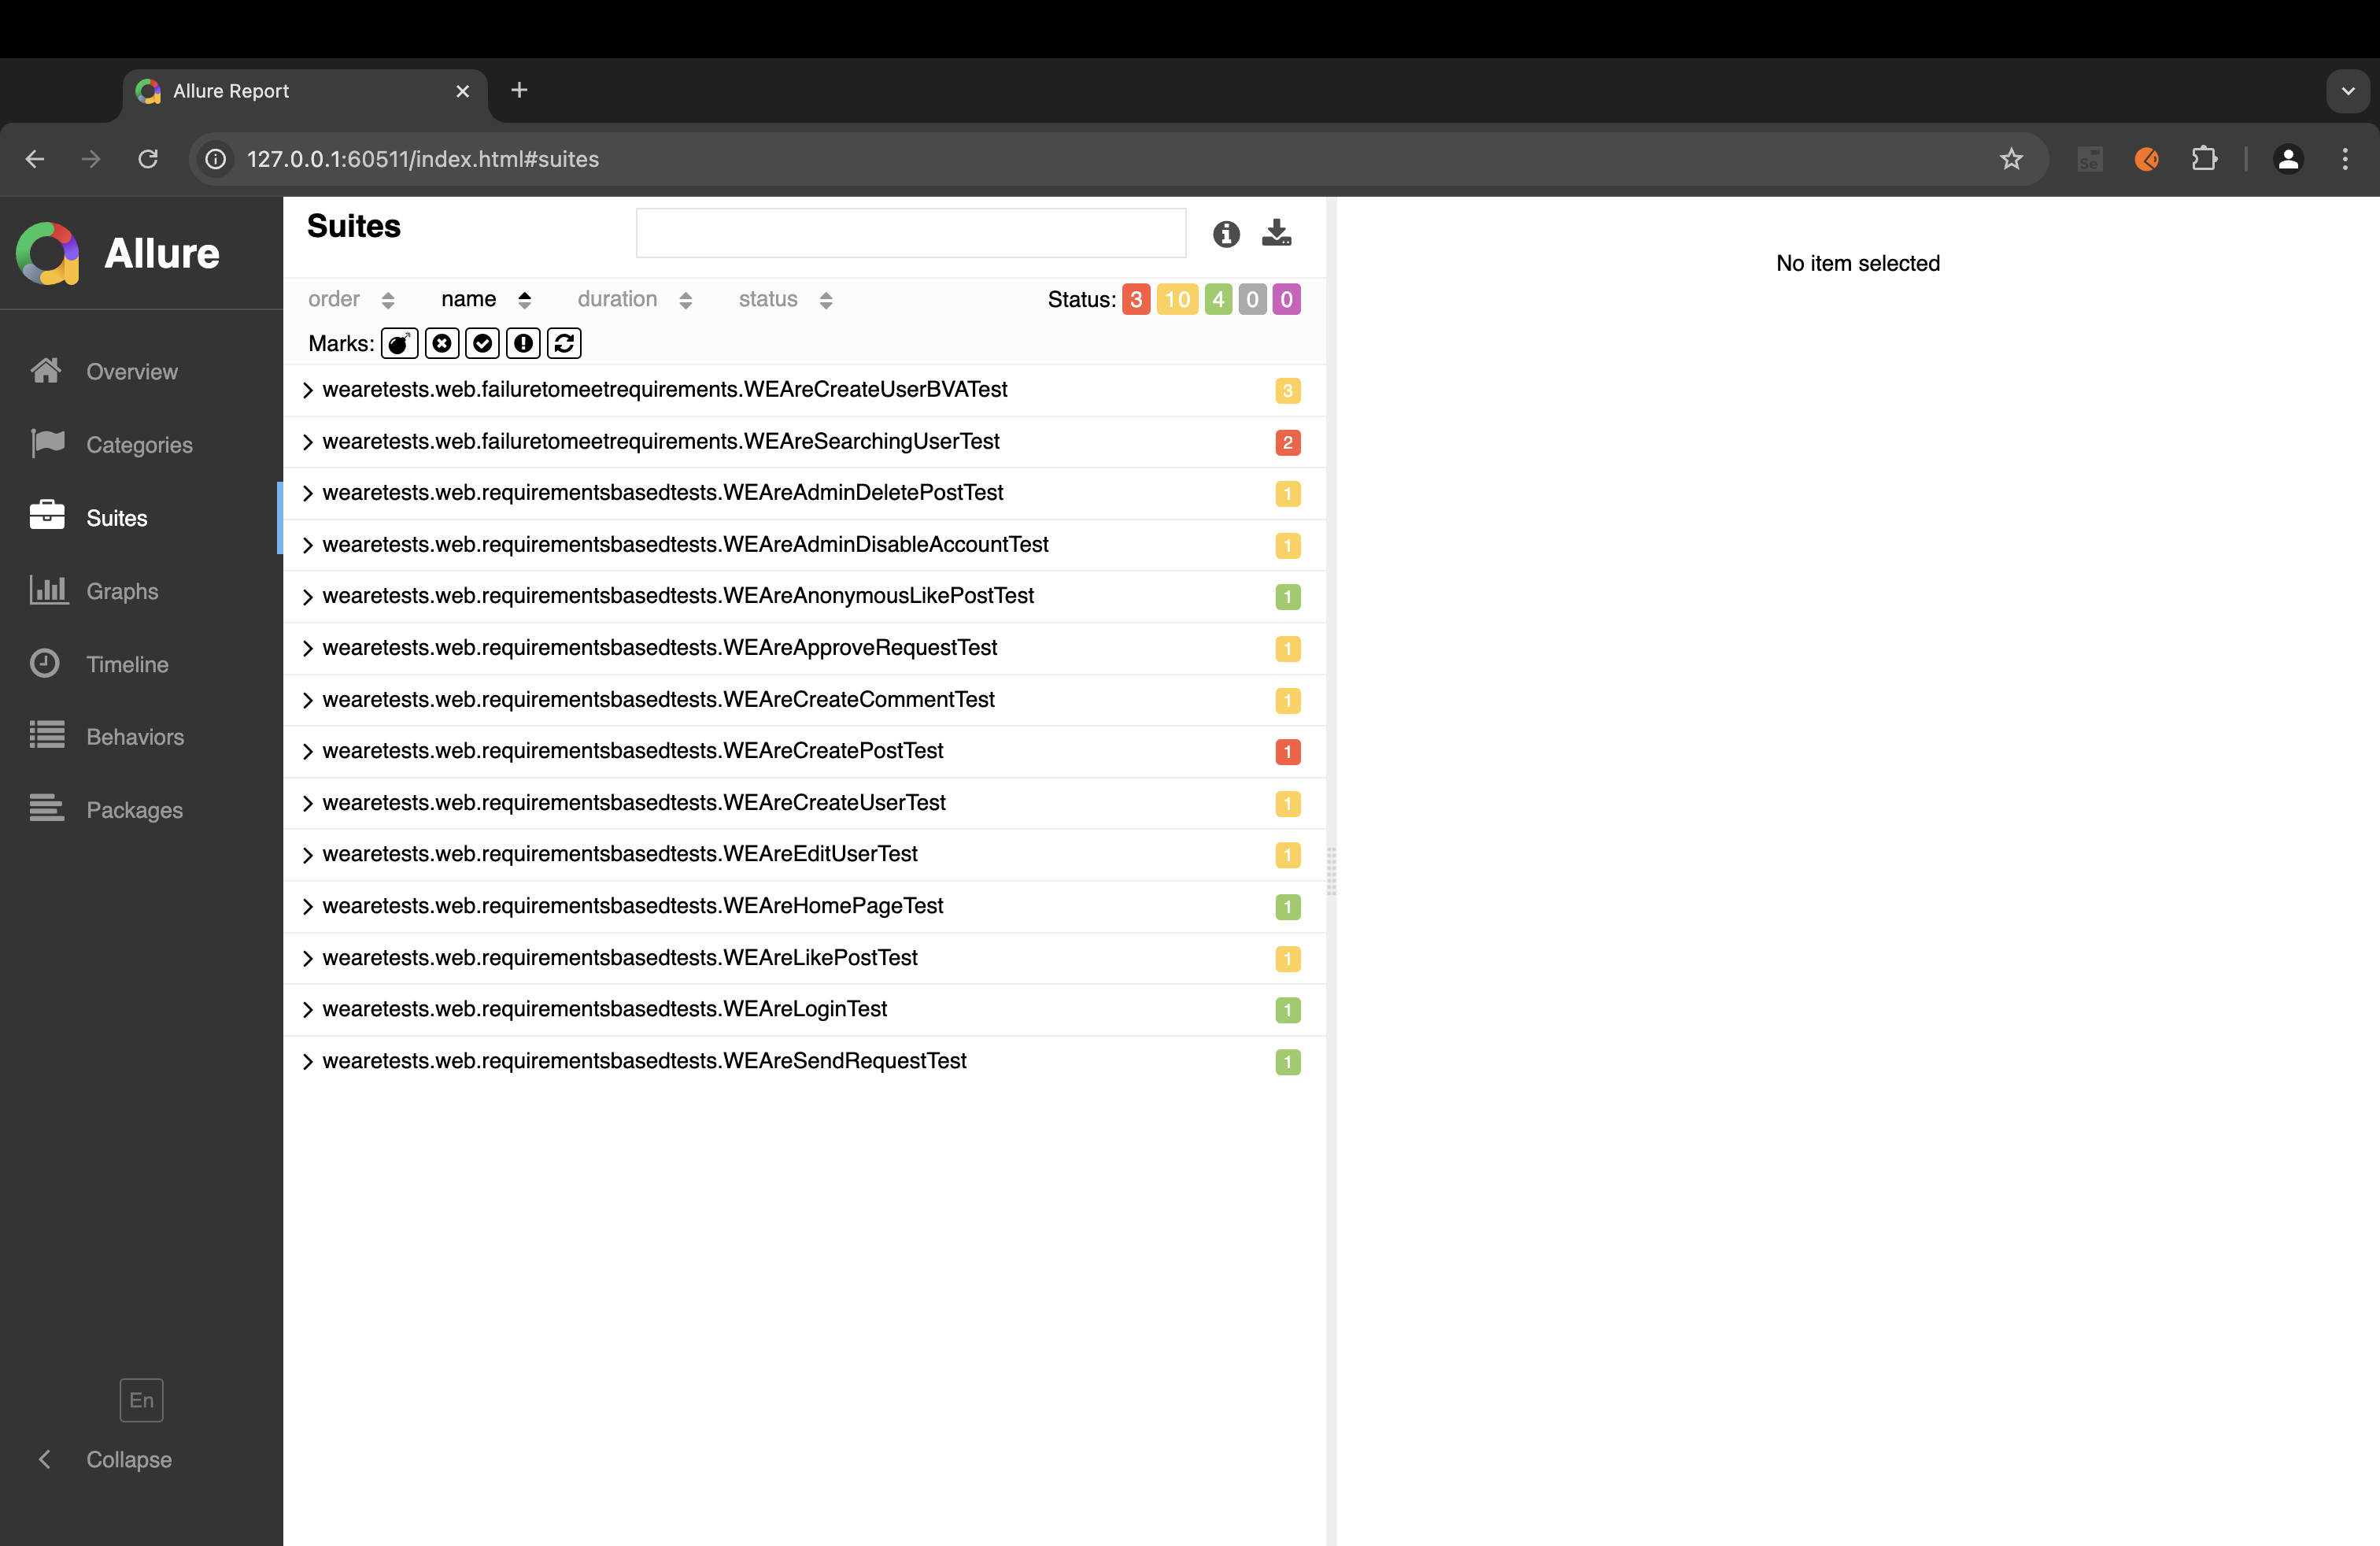 Allure Report
127.0.0.1:60511/index.html#suites
Se
Allure
Overview
Categories
Suites
Graphs
Timeline
Behaviors
Packages
En
Collapse
Suites
order name duration status Status: 3 10 4 0 0
Marks:
wearetests.web.failuretomeetrequirements.WEAreCreateUserBVATest 3
wearetests.web.failuretomeetrequirements.WEAreSearchingUserTest 2
wearetests.web.requirementsbasedtests.WEAreAdminDeletePostTest 1
wearetests.web.requirementsbasedtests.WEAreAdminDisableAccountTest 1
wearetests.web.requirementsbasedtests.WEAreAnonymousLikePostTest 1
wearetests.web.requirementsbasedtests.WEAreApproveRequestTest 1
wearetests.web.requirementsbasedtests.WEAreCreateCommentTest 1
wearetests.web.requirementsbasedtests.WEAreCreatePostTest 1
wearetests.web.requirementsbasedtests.WEAreCreateUserTest 1
wearetests.web.requirementsbasedtests.WEAreEditUserTest 1
wearetests.web.requirementsbasedtests.WEAreHomePageTest 1
wearetests.web.requirementsbasedtests.WEAreLikePostTest 1
wearetests.web.requirementsbasedtests.WEAreLoginTest 1
wearetests.web.requirementsbasedtests.WEAreSendRequestTest 1
No item selected